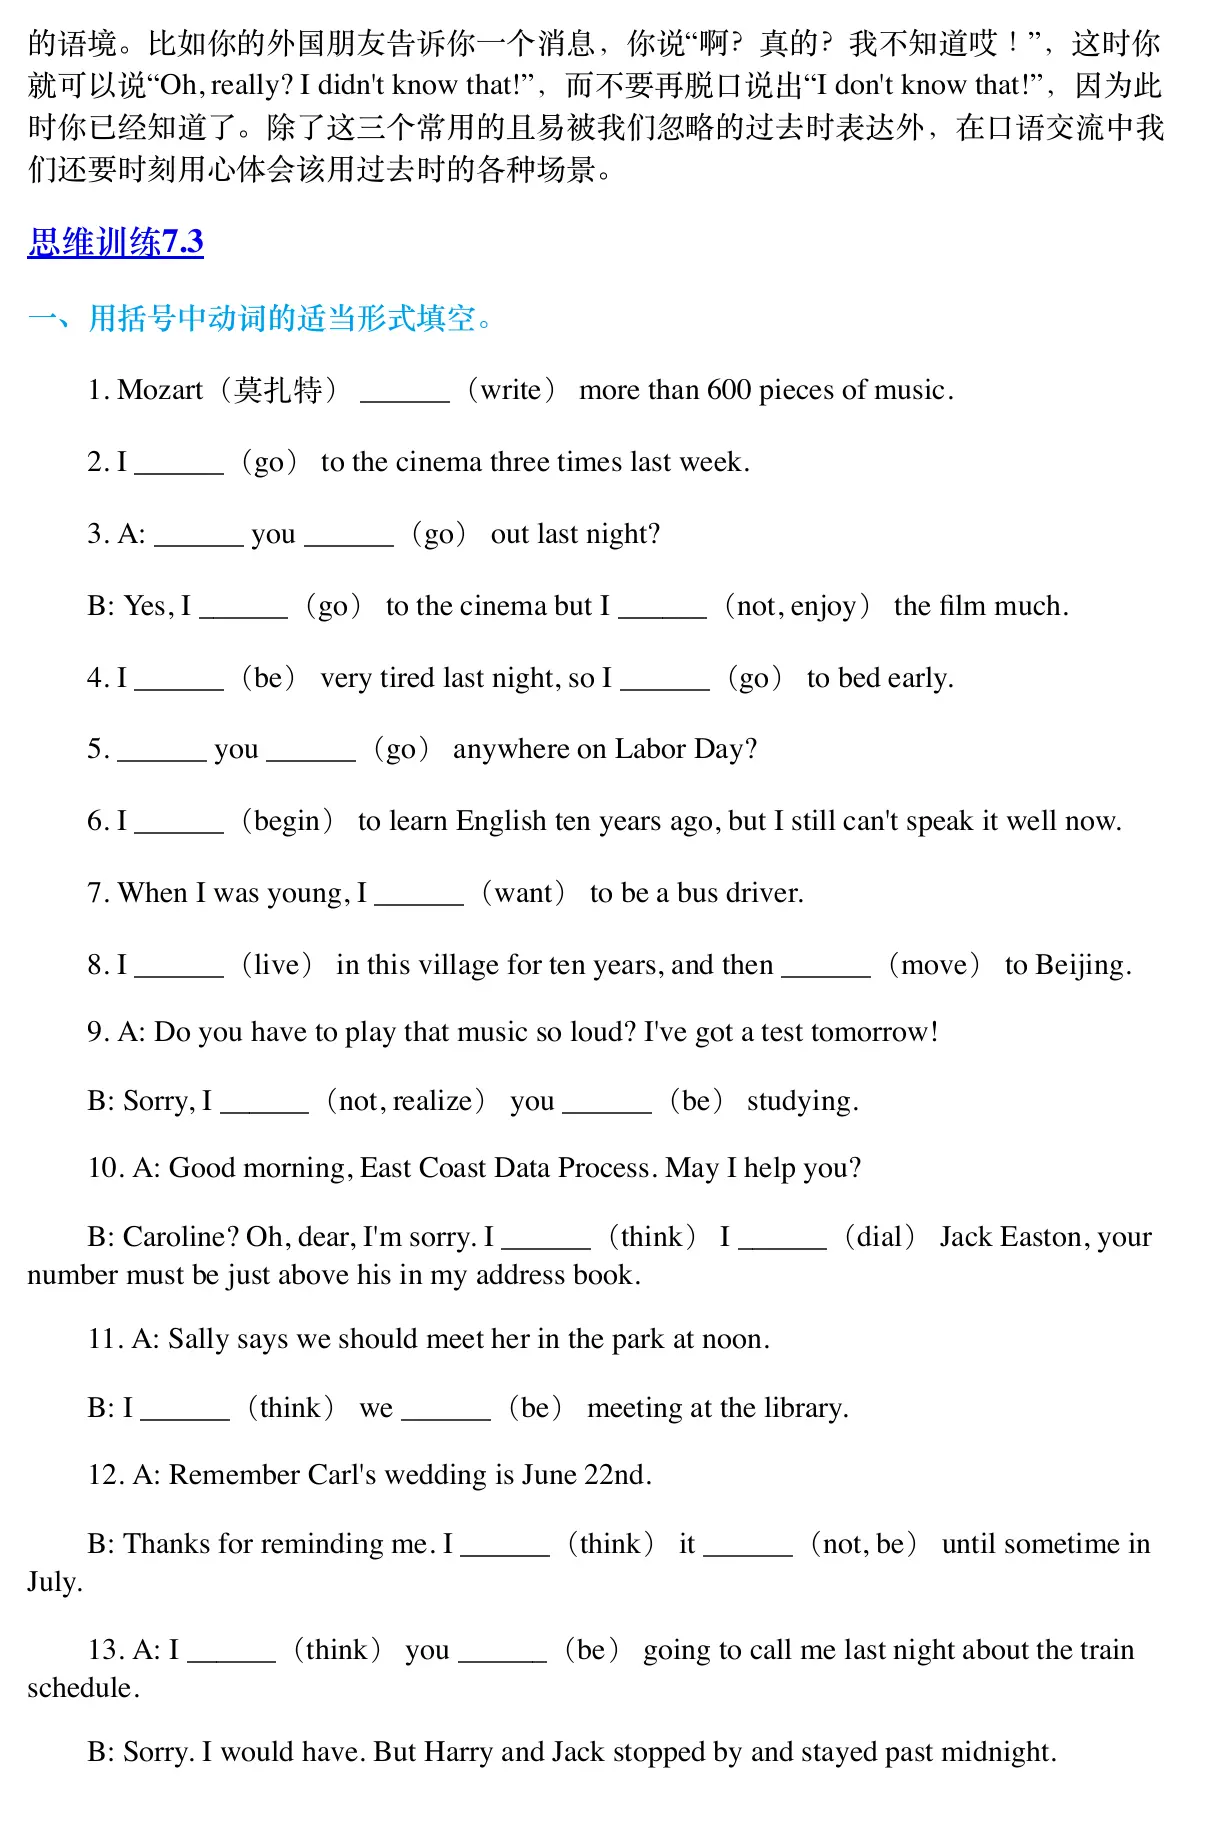 的语境。比如你的外国朋友告诉你一个消息，你说“啊？真的？我不知道哎！”，这时你
就可以说“Oh, really? I didn't know that!”，而不要再脱口说出“I don't know that!”，因为此
时你已经知道了。除了这三个常用的且易被我们忽略的过去时表达外，在口语交流中我
们还要时刻用心体会该用过去时的各种场景。
思维训练7.3
一、用括号中动词的适当形式填空。
1. Mozart（莫扎特） ______（write） more than 600 pieces of music.
2. I ______（go） to the cinema three times last week.
3. A: ______ you ______（go） out last night?
B: Yes, I ______（go） to the cinema but I ______（not, enjoy） the film much.
4. I ______（be） very tired last night, so I ______（go） to bed early.
5. ______ you ______（go） anywhere on Labor Day?
6. I ______（begin） to learn English ten years ago, but I still can't speak it well now.
7. When I was young, I ______（want） to be a bus driver.
8. I ______（live） in this village for ten years, and then ______（move） to Beijing.
9. A: Do you have to play that music so loud? I've got a test tomorrow!
B: Sorry, I ______（not, realize） you ______（be） studying.
10. A: Good morning, East Coast Data Process. May I help you?
B: Caroline? Oh, dear, I'm sorry. I ______（think） I ______（dial） Jack Easton, your
number must be just above his in my address book.
11. A: Sally says we should meet her in the park at noon.
B: I ______（think） we ______（be） meeting at the library.
12. A: Remember Carl's wedding is June 22nd.
B: Thanks for reminding me. I ______（think） it ______（not, be） until sometime in
July.
13. A: I ______（think） you ______（be） going to call me last night about the train
schedule.
B: Sorry. I would have. But Harry and Jack stopped by and stayed past midnight.